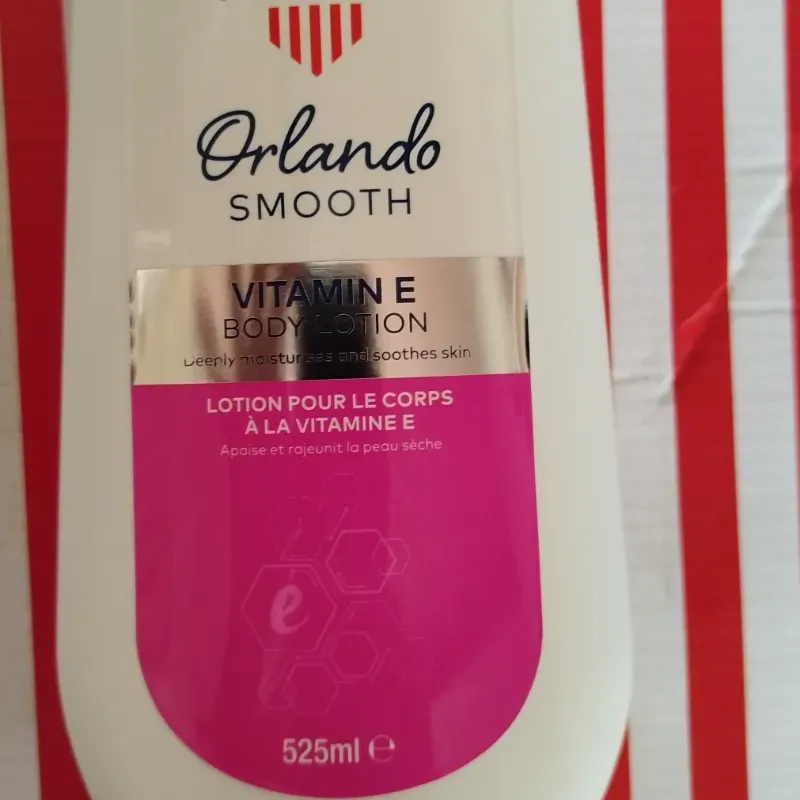 Orlando
SMOOTH
VITAMIN E
BODY LOTION
Deeply moisturises and soothes skin
LOTION POUR LE CORPS
À LA VITAMINE E
Apaise et rajeunit la peau sèche
e
525ml ℮